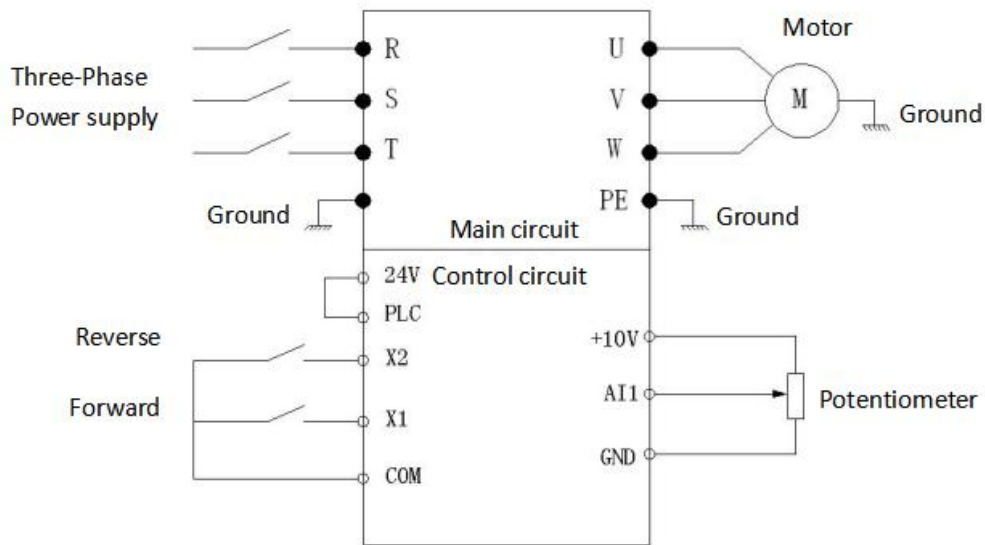 Three-Phase
Power supply
R
S
T
Ground
U
V
W
PE
Motor
M
Ground
Ground
Main circuit
Control circuit
24V
PLC
Reverse
X2
Forward
X1
COM
+10V
AI1
GND
Potentiometer